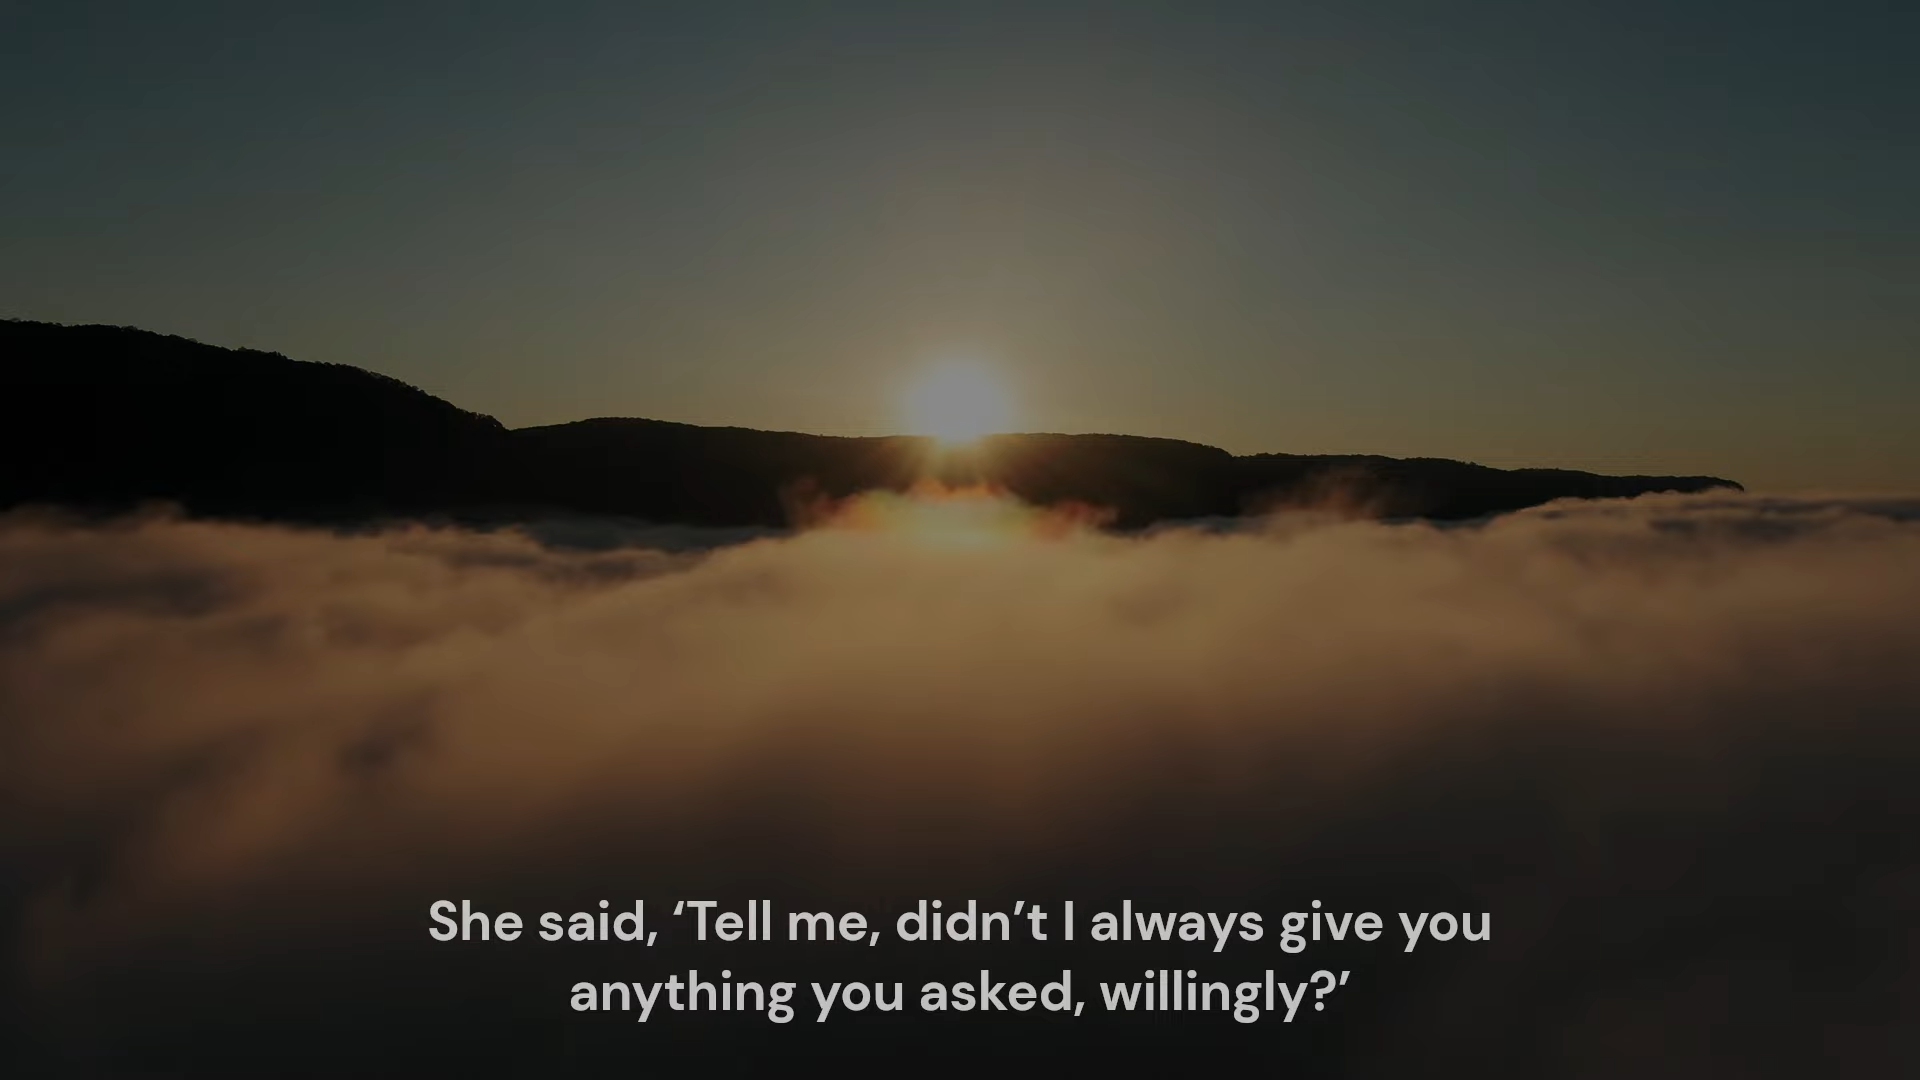 She said, ‘Tell me, didn’t I always give you
anything you asked, willingly?’